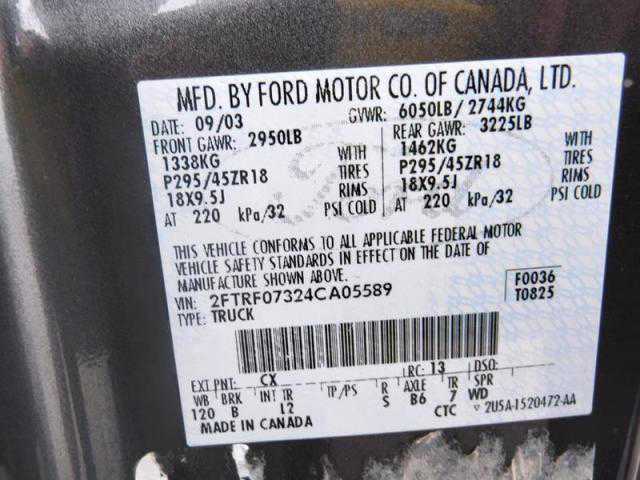 MFD. BY FORD MOTOR CO. OF CANADA, LTD.
DATE: 09/03 GVWR: 6050LB/ 2744KG
FRONT GAWR: 2950LB REAR GAWR: 3225LB
1338KG WITH 1462KG WITH
P295/45ZR18 TIRES P295/45ZR18 TIRES
18X9.5J RIMS 18X9.5J RIMS
AT 220 kPa/32 PSI COLD AT 220 kPa/32 PSI COLD
THIS VEHICLE CONFORMS TO ALL APPLICABLE FEDERAL MOTOR
VEHICLE SAFETY STANDARDS IN EFFECT ON THE DATE OF
MANUFACTURE SHOWN ABOVE.
VIN: 2FTRF07324CA05589 F0036
TYPE: TRUCK T0825
EXT PNT: CX RC: 13 DSO:
WB BRK INT TR TP/PS R AXLE TR SPR
120 B L2 S B6 7 WD
MADE IN CANADA CTC ▽ 2U5A-1520472-AA
Ford